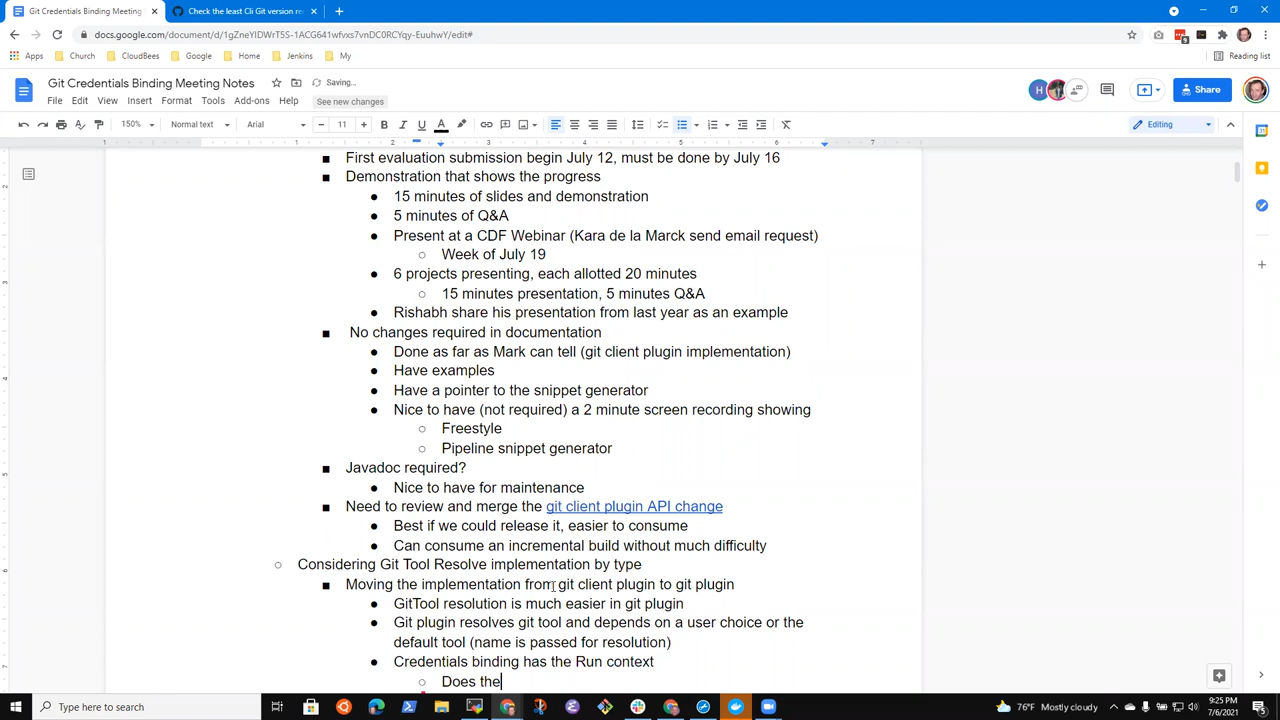 Git Credentials Binding Meeting
Check the least Cli Git version re
docs.google.com/document/d/1gZneYIDWrT5S-1ACG641wfvxs7vnDC0RCYqy-EuuhwY/edit#
Apps
Church
CloudBees
Google
Home
Jenkins
My
Reading list
Git Credentials Binding Meeting Notes
Saving...
File
Edit
View
Insert
Format
Tools
Add-ons
Help
See new changes
H
Share
150%
Normal text
Arial
11
Editing
1
1
2
3
4
5
6
7
First evaluation submission begin July 12, must be done by July 16
Demonstration that shows the progress
15 minutes of slides and demonstration
5 minutes of Q&A
Present at a CDF Webinar (Kara de la Marck send email request)
Week of July 19
6 projects presenting, each allotted 20 minutes
15 minutes presentation, 5 minutes Q&A
Rishabh share his presentation from last year as an example
No changes required in documentation
Done as far as Mark can tell (git client plugin implementation)
Have examples
Have a pointer to the snippet generator
Nice to have (not required) a 2 minute screen recording showing
Freestyle
Pipeline snippet generator
Javadoc required?
Nice to have for maintenance
Need to review and merge the git client plugin API change
Best if we could release it, easier to consume
Can consume an incremental build without much difficulty
Considering Git Tool Resolve implementation by type
Moving the implementation from git client plugin to git plugin
GitTool resolution is much easier in git plugin
Git plugin resolves git tool and depends on a user choice or the
default tool (name is passed for resolution)
Credentials binding has the Run context
Does the
Type here to search
76°F Mostly cloudy
9:25 PM
7/6/2021